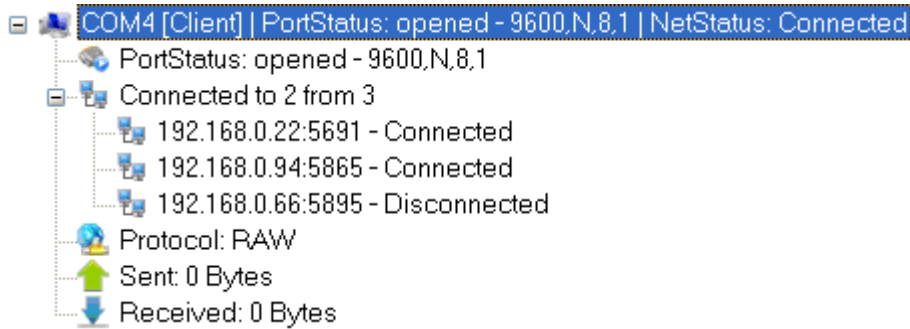 COM4 [Client] | PortStatus: opened - 9600,N,8,1 | NetStatus: Connected
PortStatus: opened - 9600,N,8,1
Connected to 2 from 3
192.168.0.22:5691 - Connected
192.168.0.94:5865 - Connected
192.168.0.66:5895 - Disconnected
Protocol: RAW
Sent: 0 Bytes
Received: 0 Bytes